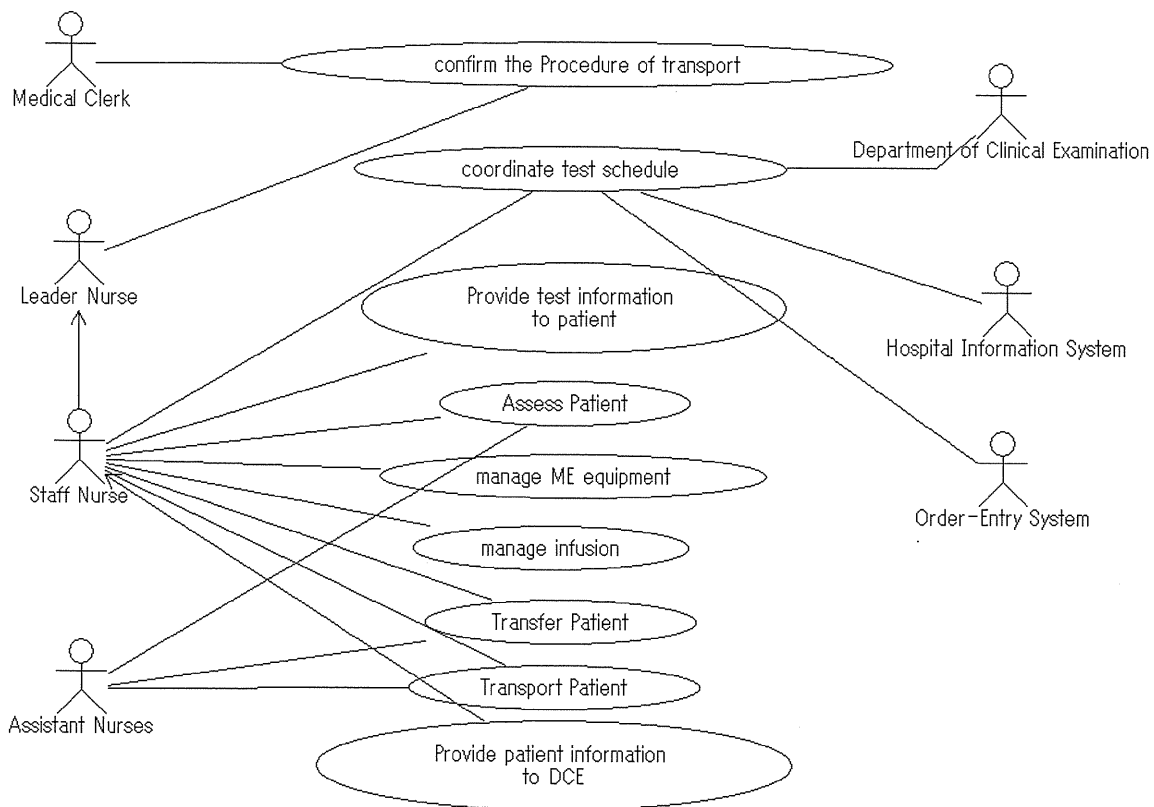 confirm the Procedure of transport
Medical Clerk
Department of Clinical Examination
coordinate test schedule
Leader Nurse
Provide test information
to patient
Hospital Information System
Assess Patient
manage ME equipment
Staff Nurse
Order-Entry System
manage infusion
Transfer Patient
Transport Patient
Assistant Nurses
Provide patient information
to DCE